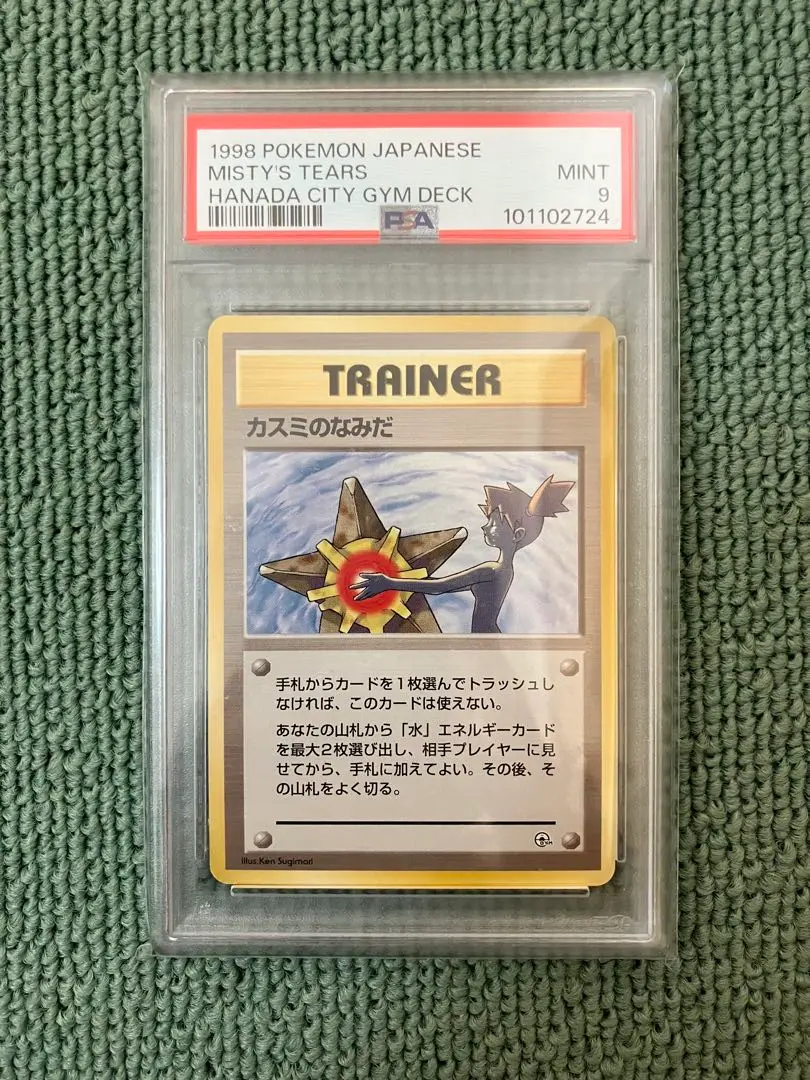 1998 POKEMON JAPANESE
MISTY'S TEARS MINT
HANADA CITY GYM DECK 9
PSA 101102724
TRAINER
カスミのなみだ
手札からカードを1枚選んでトラッシュし
なければ、このカードは使えない。
あなたの山札から「水」エネルギーカード
を最大2枚選び出し、相手プレイヤーに見
せてから、手札に加えてよい。その後、そ
の山札をよく切る。
Illus.Ken Sugimori